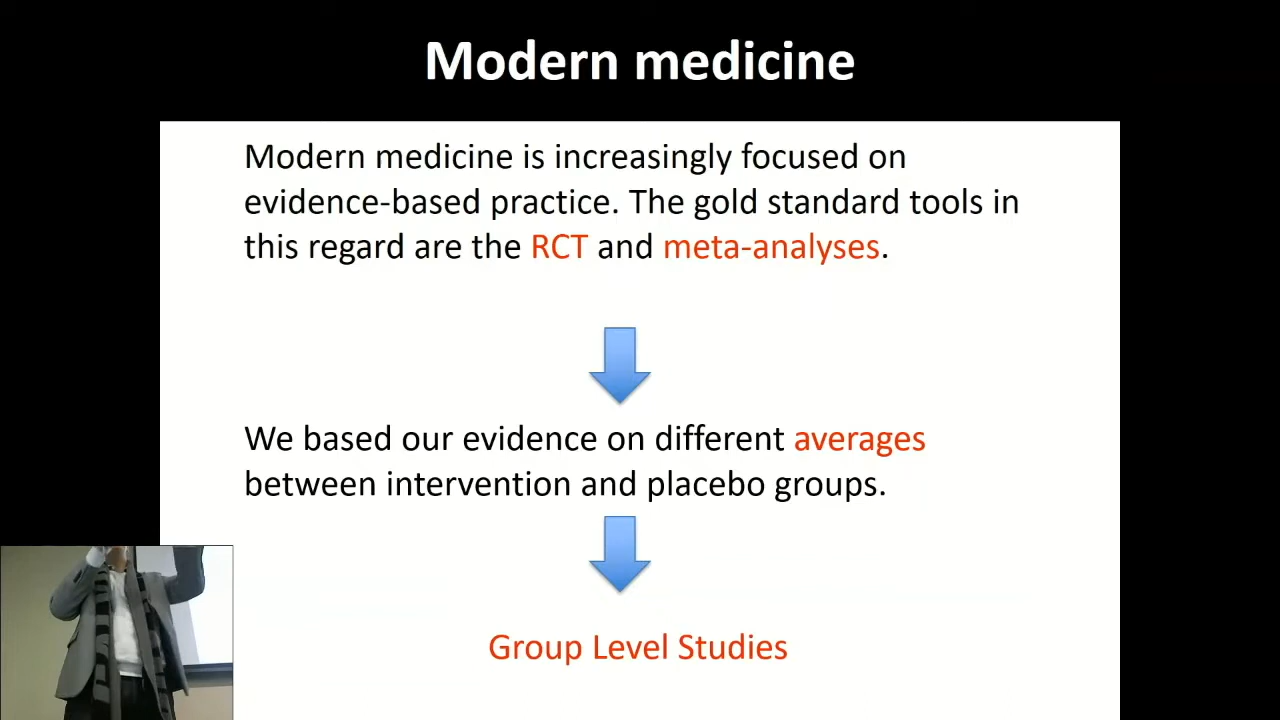 Modern medicine
Modern medicine is increasingly focused on
evidence-based practice. The gold standard tools in
this regard are the RCT and meta-analyses.
We based our evidence on different averages
between intervention and placebo groups.
Group Level Studies